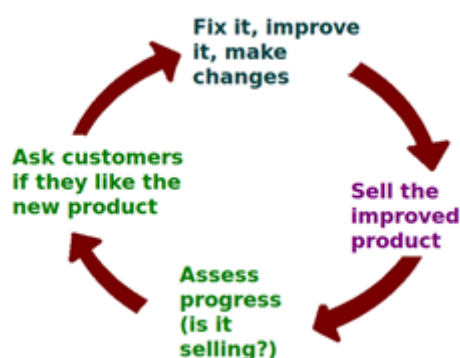 Fix it, improve
it, make
changes
Sell the
improved
product
Assess
progress
(is it
selling?)
Ask customers
if they like the
new product